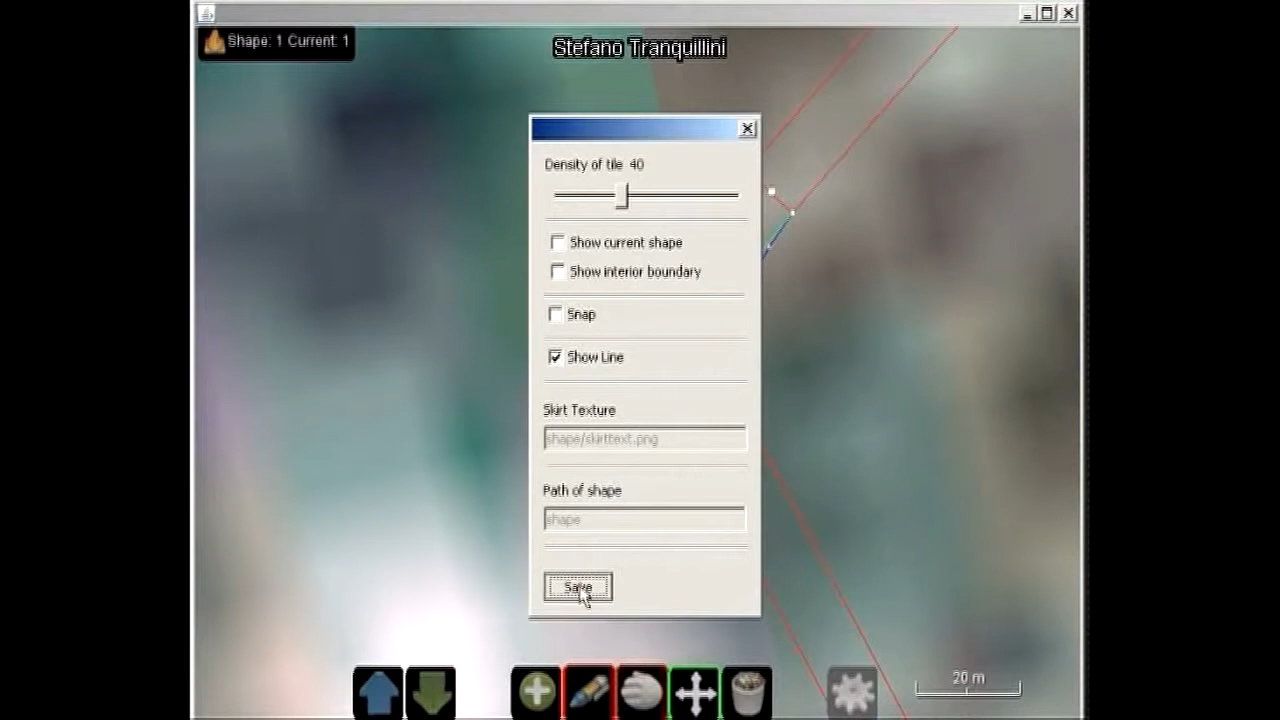 Shape: 1 Current: 1
Stefano Tranquillini
Density of tile 40
Show current shape
Show interior boundary
Snap
Show Line
Skirt Texture
shape/skirttext.png
Path of shape
shape
Save
20 m